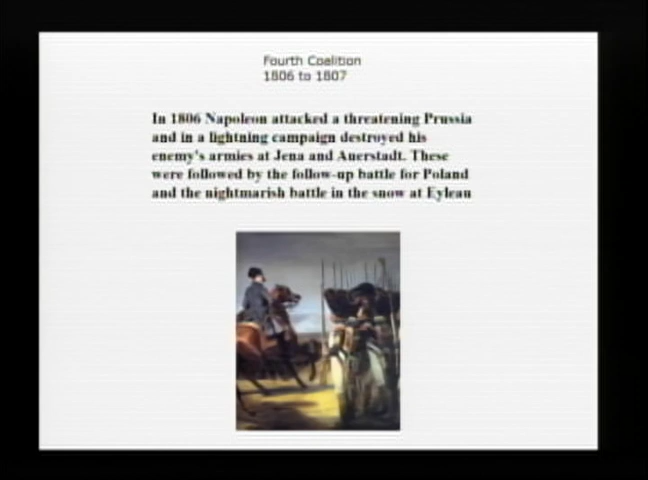 Fourth Coalition
1806 to 1807
In 1806 Napoleon attacked a threatening Prussia
and in a lightning campaign destroyed his
enemy's armies at Jena and Auerstadt. These
were followed by the follow-up battle for Poland
and the nightmarish battle in the snow at Eyleau